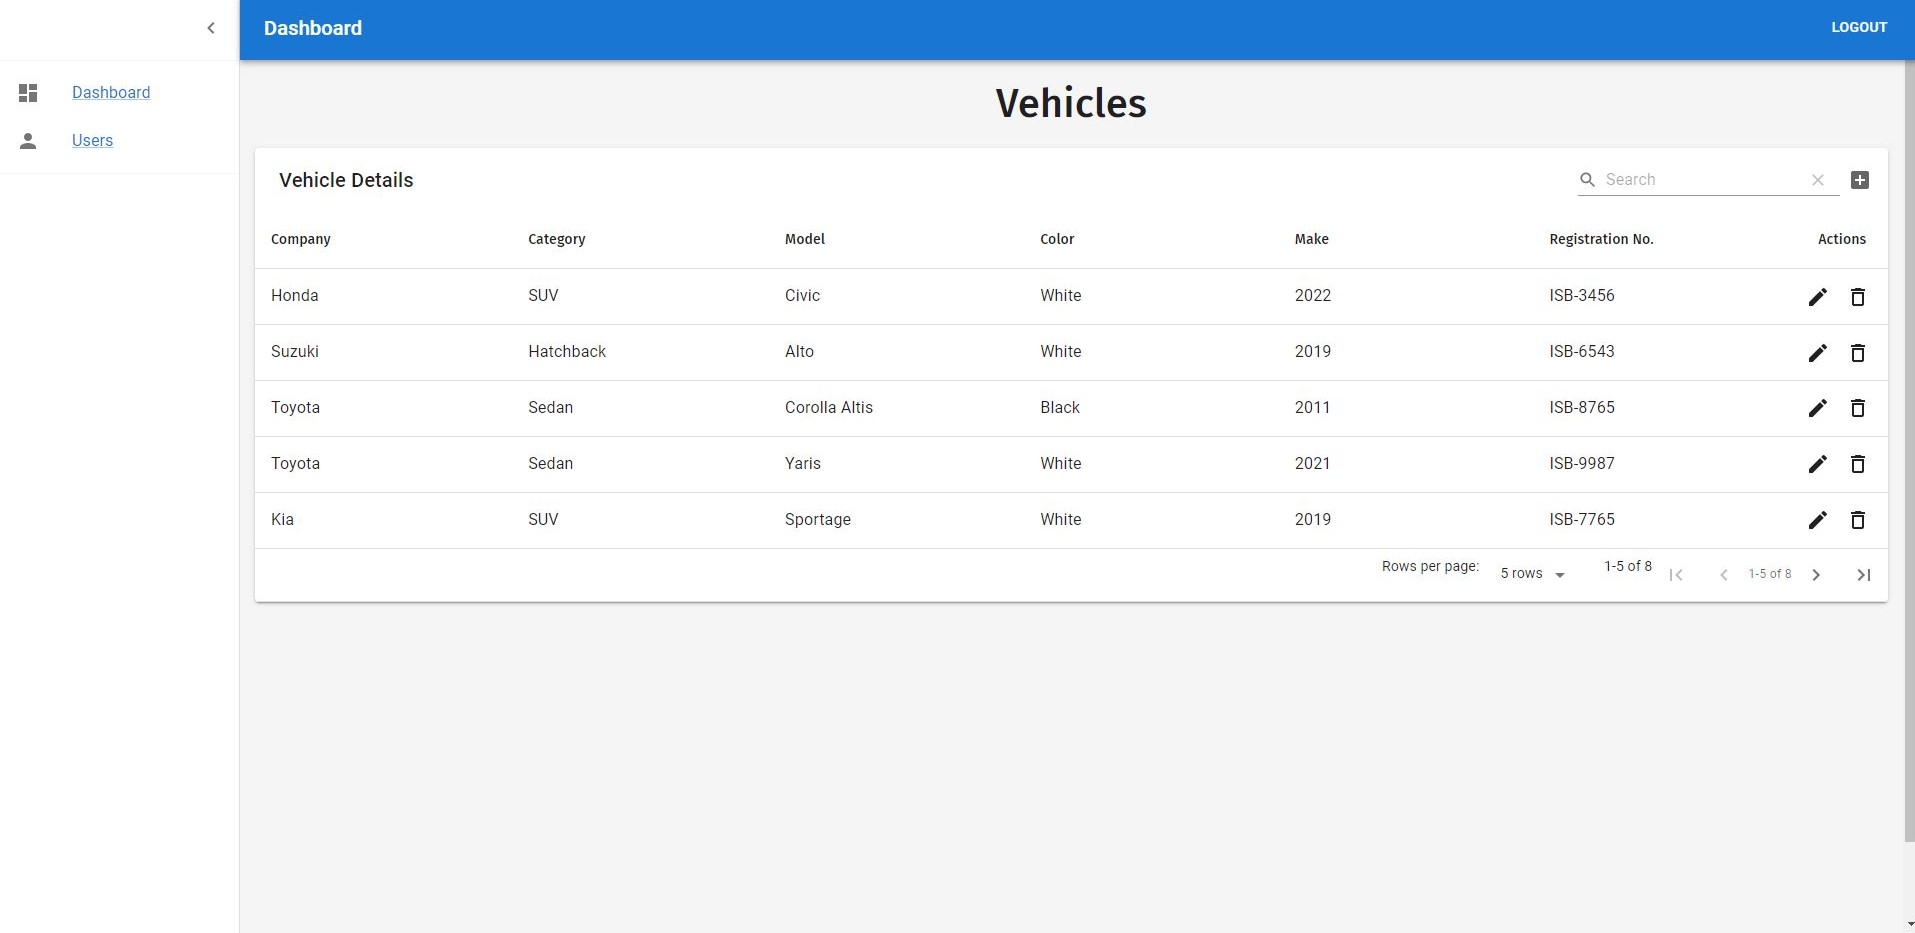 Dashboard LOGOUT
Dashboard
Users
Vehicles
Vehicle Details Search
Company Category Model Color Make Registration No. Actions
Honda SUV Civic White 2022 ISB-3456
Suzuki Hatchback Alto White 2019 ISB-6543
Toyota Sedan Corolla Altis Black 2011 ISB-8765
Toyota Sedan Yaris White 2021 ISB-9987
Kia SUV Sportage White 2019 ISB-7765
Rows per page: 5 rows 1-5 of 8 1-5 of 8